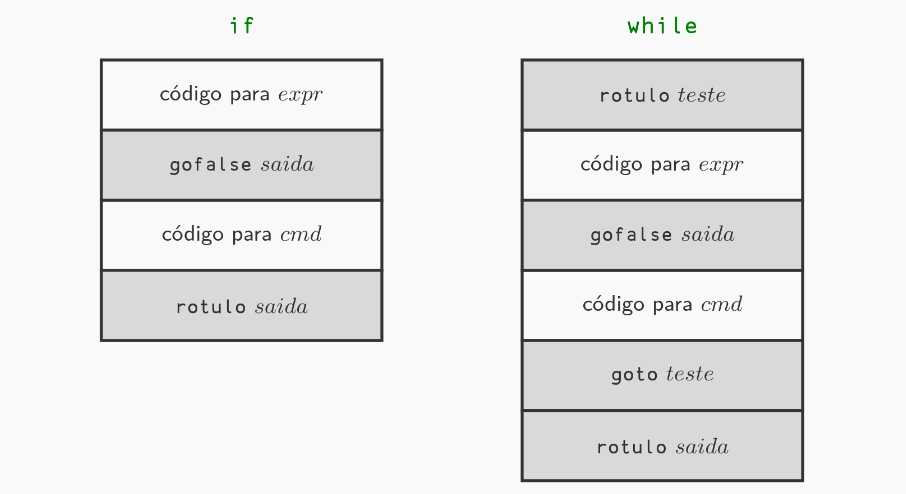 if
código para expr
gofalse saida
código para cmd
rotulo saida
while
rotulo teste
código para expr
gofalse saida
código para cmd
goto teste
rotulo saida